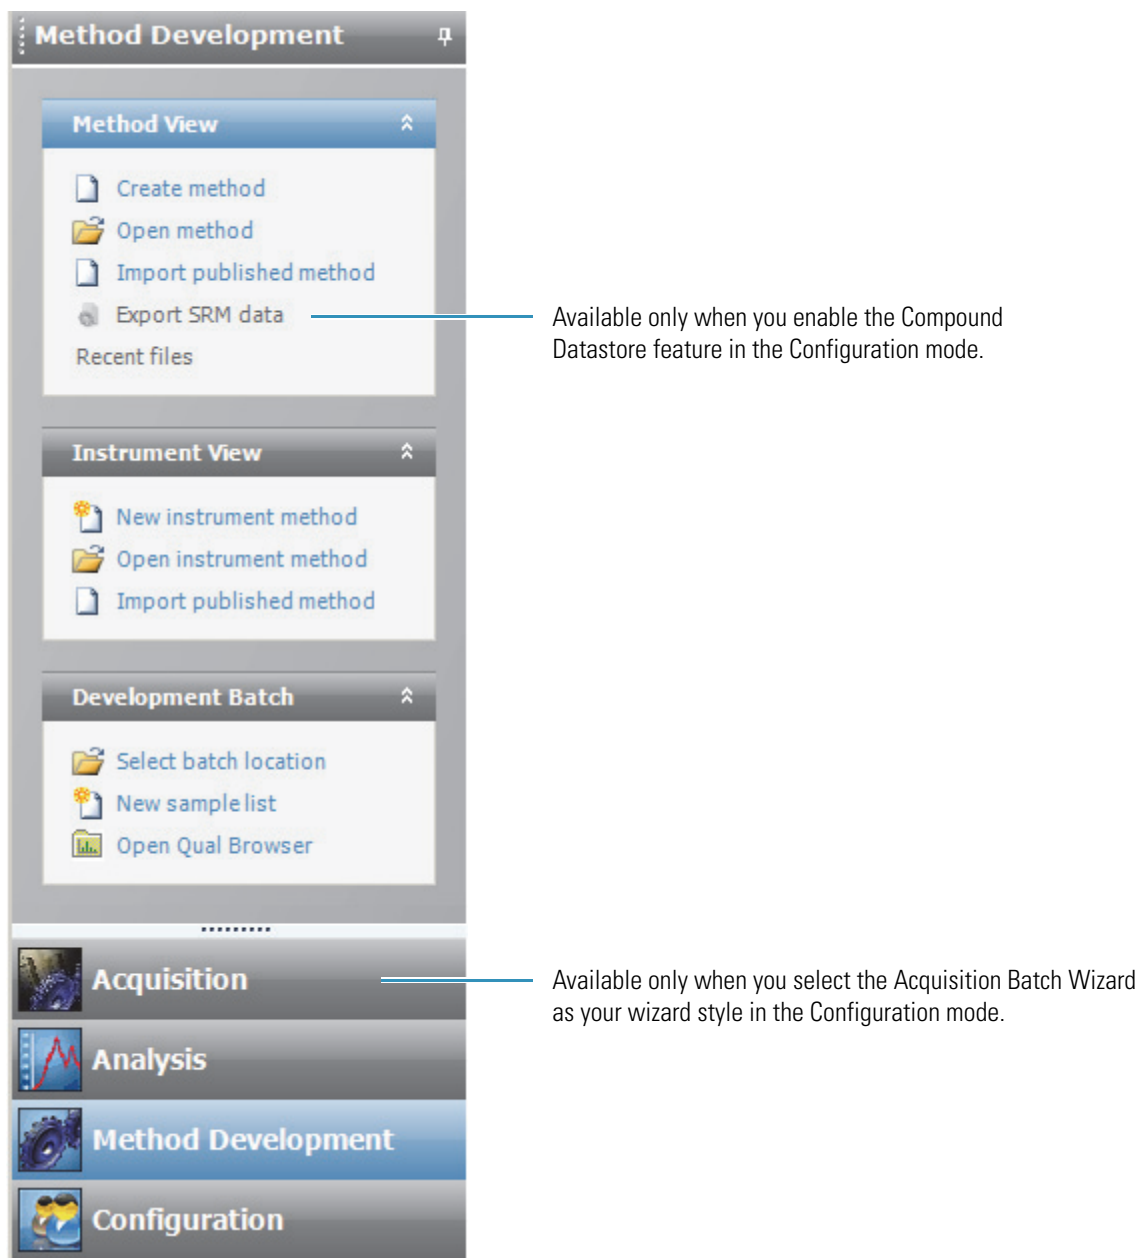 Method Development
Method View
Create method
Open method
Import published method
Export SRM data
Available only when you enable the Compound
Datastore feature in the Configuration mode.
Recent files
Instrument View
New instrument method
Open instrument method
Import published method
Development Batch
Select batch location
New sample list
Open Qual Browser
Acquisition
Available only when you select the Acquisition Batch Wizard
as your wizard style in the Configuration mode.
Analysis
Method Development
Configuration